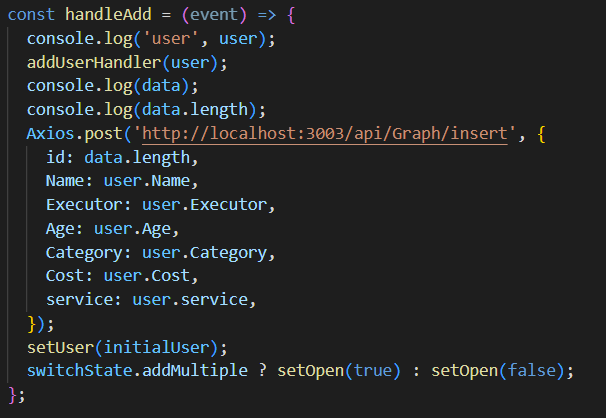 const handleAdd = (event) => {
  console.log('user', user);
  addUserHandler(user);
  console.log(data);
  console.log(data.length);
  Axios.post('http://localhost:3003/api/Graph/insert', {
    id: data.length,
    Name: user.Name,
    Executor: user.Executor,
    Age: user.Age,
    Category: user.Category,
    Cost: user.Cost,
    service: user.service,
  });
  setUser(initialUser);
  switchState.addMultiple ? setOpen(true) : setOpen(false);
};